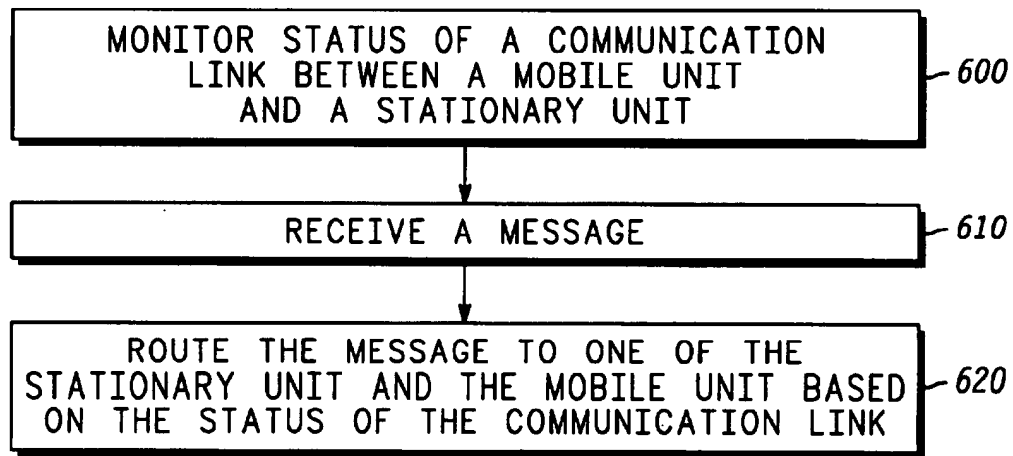 MONITOR STATUS OF A COMMUNICATION
LINK BETWEEN A MOBILE UNIT
AND A STATIONARY UNIT
600
RECEIVE A MESSAGE
610
ROUTE THE MESSAGE TO ONE OF THE
STATIONARY UNIT AND THE MOBILE UNIT BASED
ON THE STATUS OF THE COMMUNICATION LINK
620